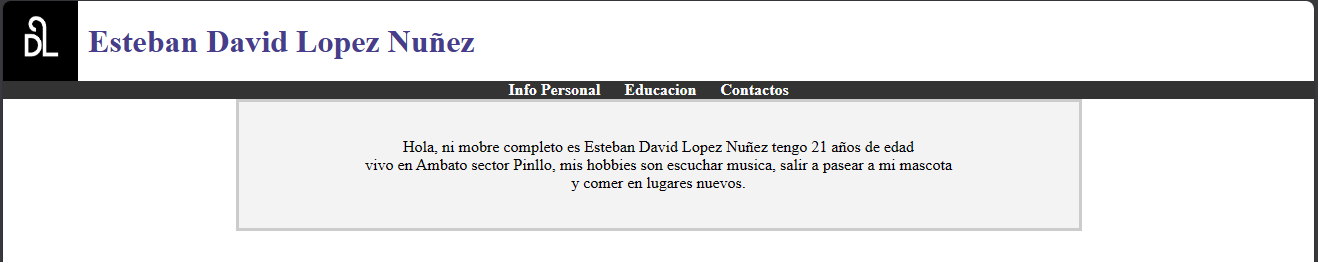 DL
Esteban David Lopez Nuñez
Info Personal Educacion Contactos
Hola, ni mobre completo es Esteban David Lopez Nuñez tengo 21 años de edad
vivo en Ambato sector Pinllo, mis hobbies son escuchar musica, salir a pasear a mi mascota
y comer en lugares nuevos.